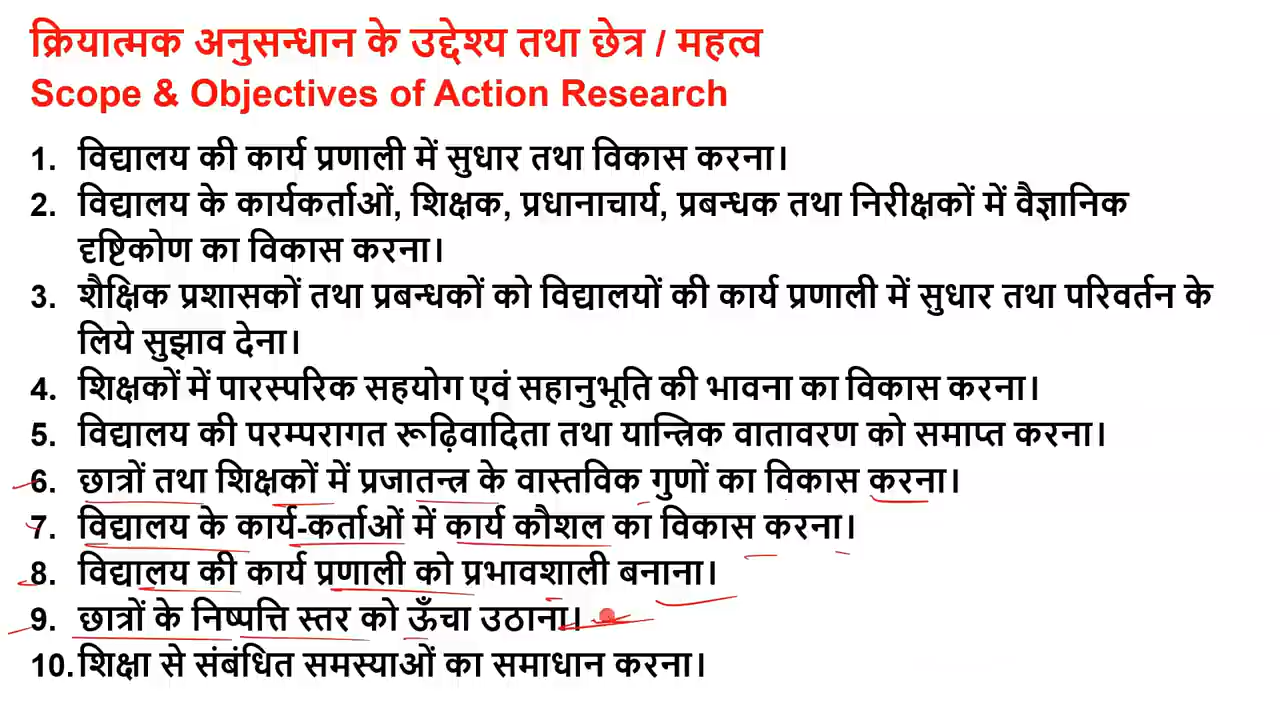 क्रियात्मक अनुसन्धान के उद्देश्य तथा छेत्र / महत्व
Scope & Objectives of Action Research
1. विद्यालय की कार्य प्रणाली में सुधार तथा विकास करना।
2. विद्यालय के कार्यकर्ताओं, शिक्षक, प्रधानाचार्य, प्रबन्धक तथा निरीक्षकों में वैज्ञानिक
दृष्टिकोण का विकास करना।
3. शैक्षिक प्रशासकों तथा प्रबन्धकों को विद्यालयों की कार्य प्रणाली में सुधार तथा परिवर्तन के
लिये सुझाव देना।
4. शिक्षकों में पारस्परिक सहयोग एवं सहानुभूति की भावना का विकास करना।
5. विद्यालय की परम्परागत रूढ़िवादिता तथा यान्त्रिक वातावरण को समाप्त करना।
6. छात्रों तथा शिक्षकों में प्रजातन्त्र के वास्तविक गुणों का विकास करना।
7. विद्यालय के कार्य-कर्ताओं में कार्य कौशल का विकास करना।
8. विद्यालय की कार्य प्रणाली को प्रभावशाली बनाना।
9. छात्रों के निष्पत्ति स्तर को ऊँचा उठाना।
10. शिक्षा से संबंधित समस्याओं का समाधान करना।